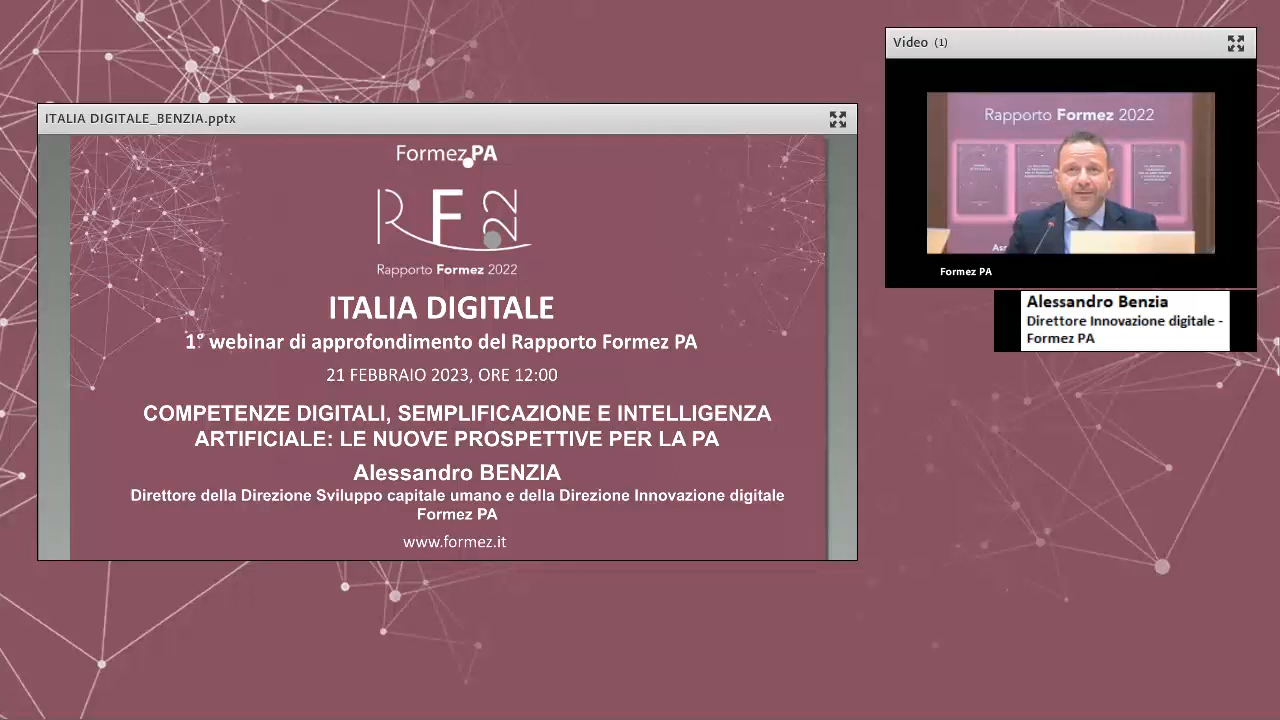 ITALIA DIGITALE_BENZIA.pptx
Formez.PA
RF22
Rapporto Formez 2022
ITALIA DIGITALE
1° webinar di approfondimento del Rapporto Formez PA
21 FEBBRAIO 2023, ORE 12:00
COMPETENZE DIGITALI, SEMPLIFICAZIONE E INTELLIGENZA
ARTIFICIALE: LE NUOVE PROSPETTIVE PER LA PA
Alessandro BENZIA
Direttore della Direzione Sviluppo capitale umano e della Direzione Innovazione digitale
Formez PA
www.formez.it
Video (1)
Rapporto Formez 2022
Formez PA
Alessandro Benzia
Direttore Innovazione digitale -
Formez PA